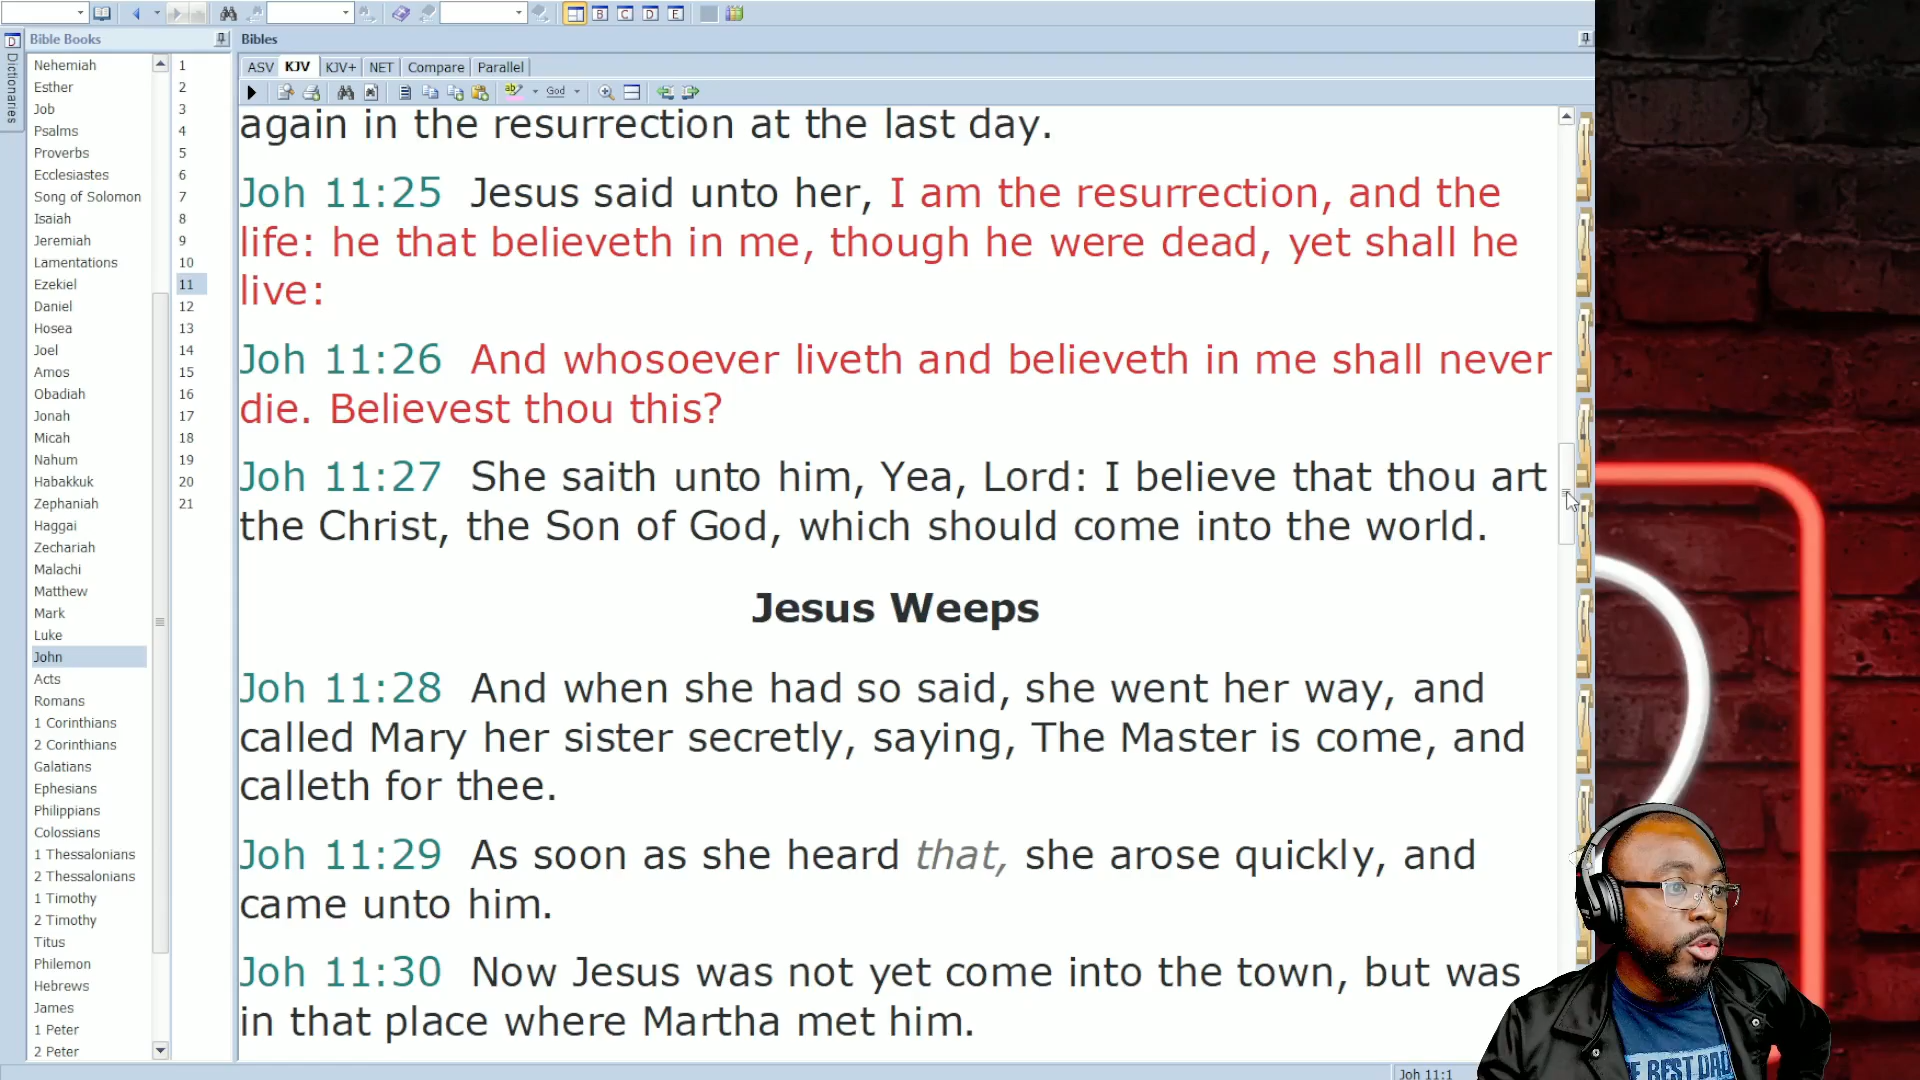 B C D E
Bible Books
Bibles
D
Dictionaries
ASV KJV KJV+ NET Compare Parallel
God
Nehemiah
Esther
Job
Psalms
Proverbs
Ecclesiastes
Song of Solomon
Isaiah
Jeremiah
Lamentations
Ezekiel
Daniel
Hosea
Joel
Amos
Obadiah
Jonah
Micah
Nahum
Habakkuk
Zephaniah
Haggai
Zechariah
Malachi
Matthew
Mark
Luke
John
Acts
Romans
1 Corinthians
2 Corinthians
Galatians
Ephesians
Philippians
Colossians
1 Thessalonians
2 Thessalonians
1 Timothy
2 Timothy
Titus
Philemon
Hebrews
James
1 Peter
2 Peter
1
2
3
4
5
6
7
8
9
10
11
12
13
14
15
16
17
18
19
20
21
again in the resurrection at the last day.
Joh 11:25 Jesus said unto her, I am the resurrection, and the
life: he that believeth in me, though he were dead, yet shall he
live:
Joh 11:26 And whosoever liveth and believeth in me shall never
die. Believest thou this?
Joh 11:27 She saith unto him, Yea, Lord: I believe that thou art
the Christ, the Son of God, which should come into the world.
Jesus Weeps
Joh 11:28 And when she had so said, she went her way, and
called Mary her sister secretly, saying, The Master is come, and
calleth for thee.
Joh 11:29 As soon as she heard that, she arose quickly, and
came unto him.
Joh 11:30 Now Jesus was not yet come into the town, but was
in that place where Martha met him.
Joh 11:1
BEST DAD